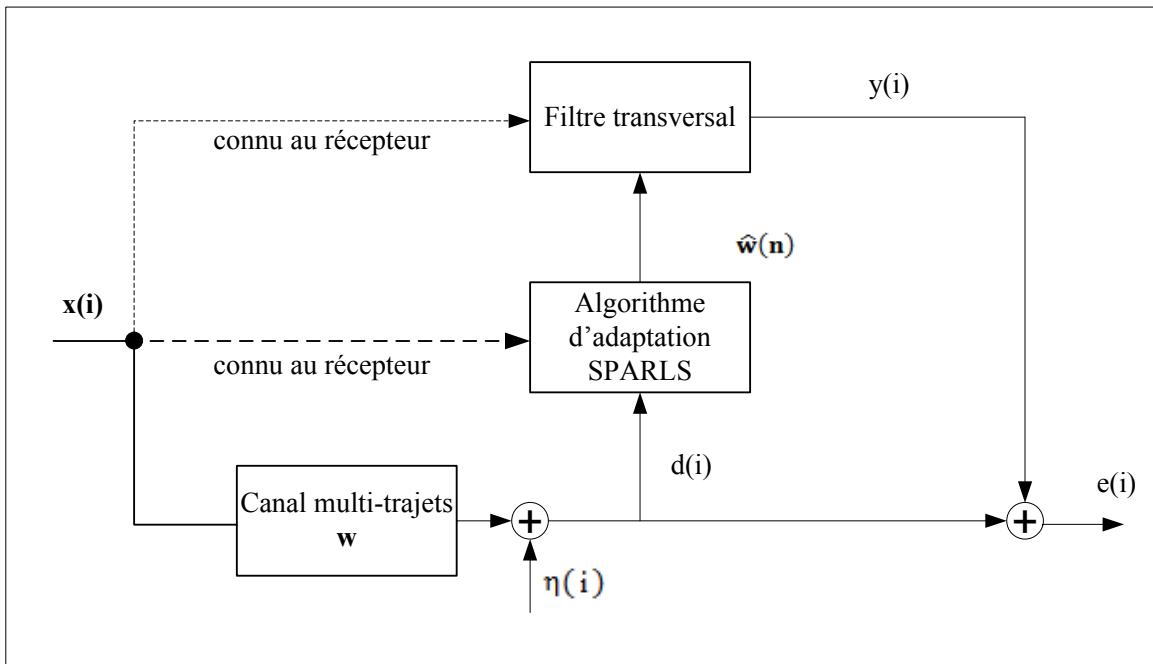 y(i)
Filtre transversal
connu au récepteur
ŵ(n)
x(i)
Algorithme
d'adaptation
SPARLS
connu au récepteur
d(i)
e(i)
Canal multi-trajets
w
+
+
η(i)